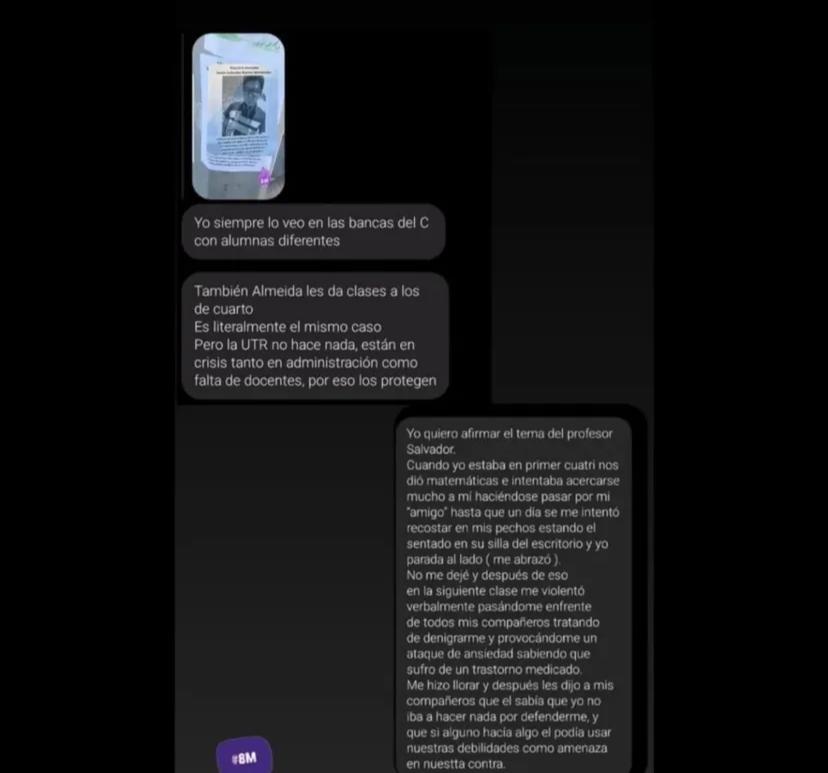 Yo siempre lo veo en las bancas del C
con alumnas diferentes
También Almeida les da clases a los
de cuarto
Es literalmente el mismo caso
Pero la UTR no hace nada, están en
crisis tanto en administración como
falta de docentes, por eso los protegen
Yo quiero afirmar el tema del profesor
Salvador.
Cuando yo estaba en primer cuatri nos
dió matemáticas e intentaba acercarse
mucho a mi haciéndose pasar por mi
"amigo" hasta que un día se me intentó
recostar en mis pechos estando el
sentado en su silla del escritorio y yo
parada al lado ( me abrazó ).
No me dejé y después de eso
en la siguiente clase me violentó
verbalmente pasándome enfrente
de todos mis compañeros tratando
de denigrarme y provocándome un
ataque de ansiedad sabiendo que
sufro de un trastorno medicado.
Me hizo llorar y después les dijo a mis
compañeros que el sabía que yo no
iba a hacer nada por defenderme, y
que si alguno hacía algo el podía usar
nuestras debilidades como amenaza
en nuestta contra.
#8M